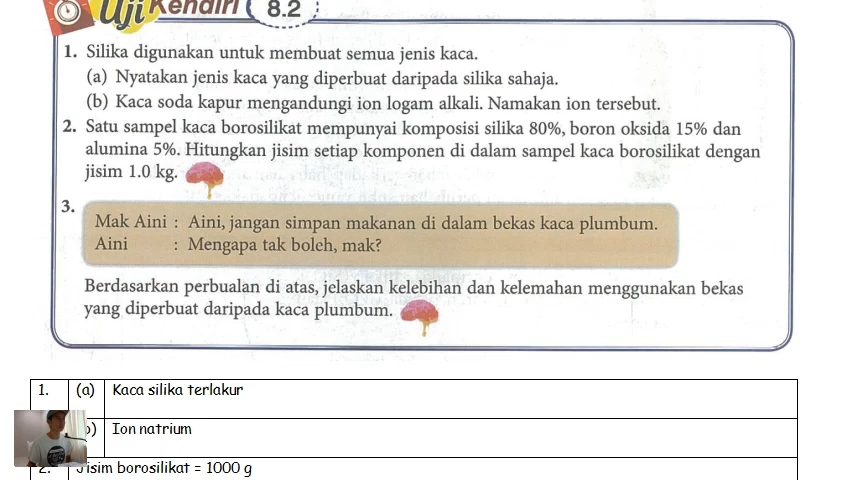 Uji Kendiri 8.2
1. Silika digunakan untuk membuat semua jenis kaca.
(a) Nyatakan jenis kaca yang diperbuat daripada silika sahaja.
(b) Kaca soda kapur mengandungi ion logam alkali. Namakan ion tersebut.
2. Satu sampel kaca borosilikat mempunyai komposisi silika 80%, boron oksida 15% dan
alumina 5%. Hitungkan jisim setiap komponen di dalam sampel kaca borosilikat dengan
jisim 1.0 kg.
3.
Mak Aini : Aini, jangan simpan makanan di dalam bekas kaca plumbum.
Aini : Mengapa tak boleh, mak?
Berdasarkan perbualan di atas, jelaskan kelebihan dan kelemahan menggunakan bekas
yang diperbuat daripada kaca plumbum.
1. (a) Kaca silika terlakur
b) Ion natrium
2. Jisim borosilikat = 1000 g